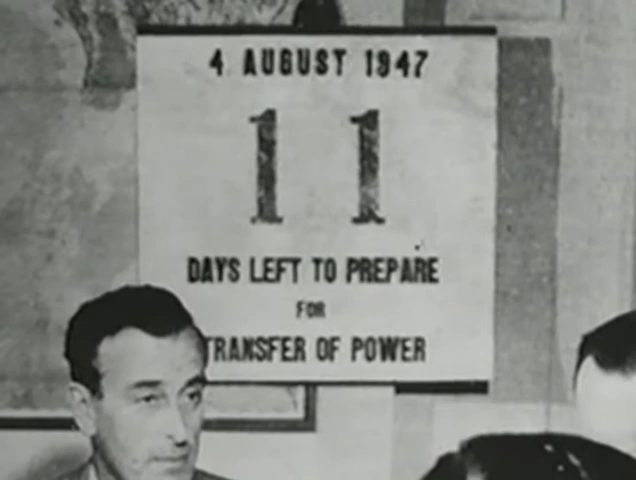 4 AUGUST 1947
11
DAYS LEFT TO PREPARE
FOR
TRANSFER OF POWER